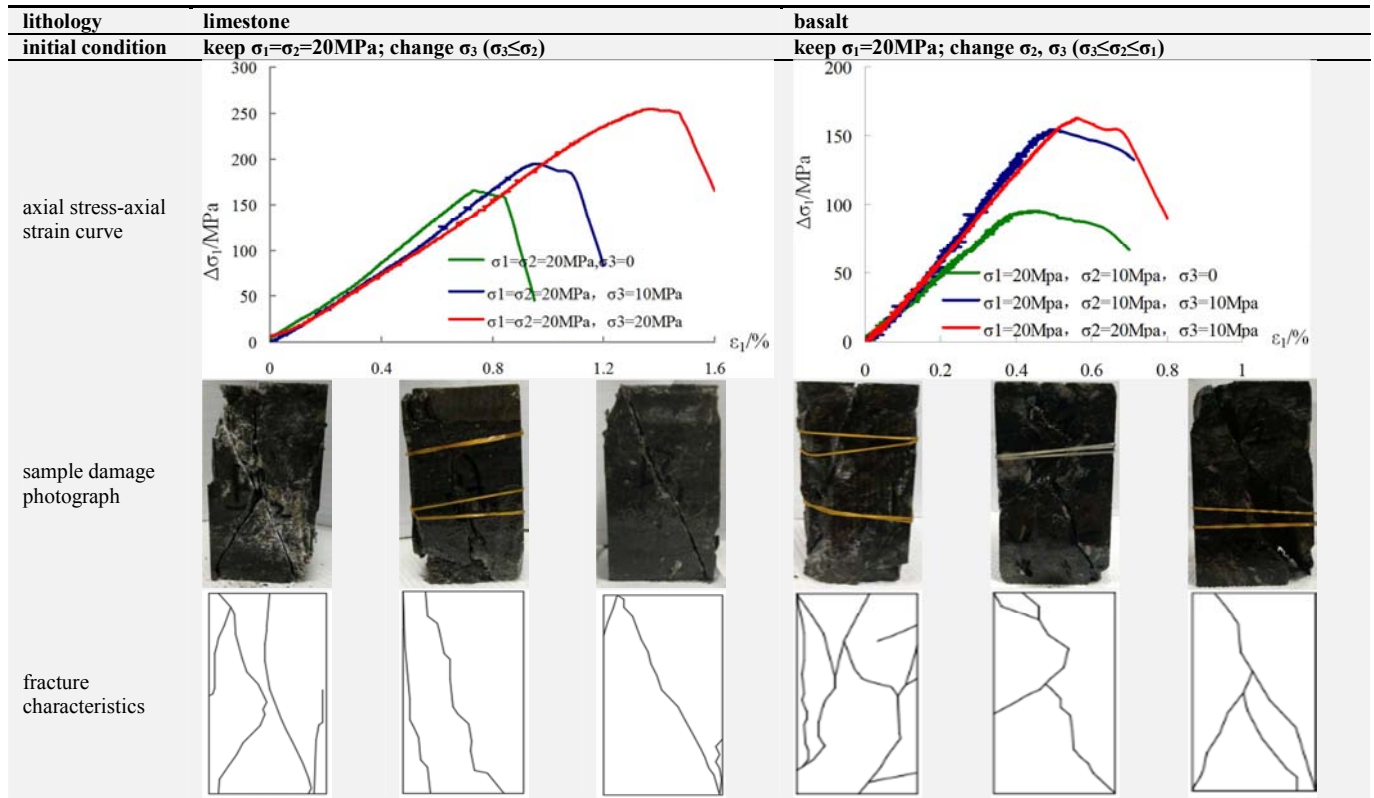 lithology limestone basalt
initial condition keep σ₁=σ₂=20MPa; change σ₃ (σ₃≤σ₂) keep σ₁=20MPa; change σ₂, σ₃ (σ₃≤σ₂≤σ₁)
axial stress-axial
strain curve
300
250
200
150
100
50
0
Δσ₁/MPa
σ1=σ2=20MPa,σ3=0
σ1=σ2=20MPa, σ3=10MPa
σ1=σ2=20MPa, σ3=20MPa
ε₁/%
0 0.4 0.8 1.2 1.6
200
150
100
50
0
Δσ₁/MPa
σ1=20Mpa, σ2=10Mpa, σ3=0
σ1=20Mpa, σ2=10Mpa, σ3=10Mpa
σ1=20Mpa, σ2=20Mpa, σ3=10Mpa
ε₁/%
0 0.2 0.4 0.6 0.8 1
sample damage
photograph
fracture
characteristics